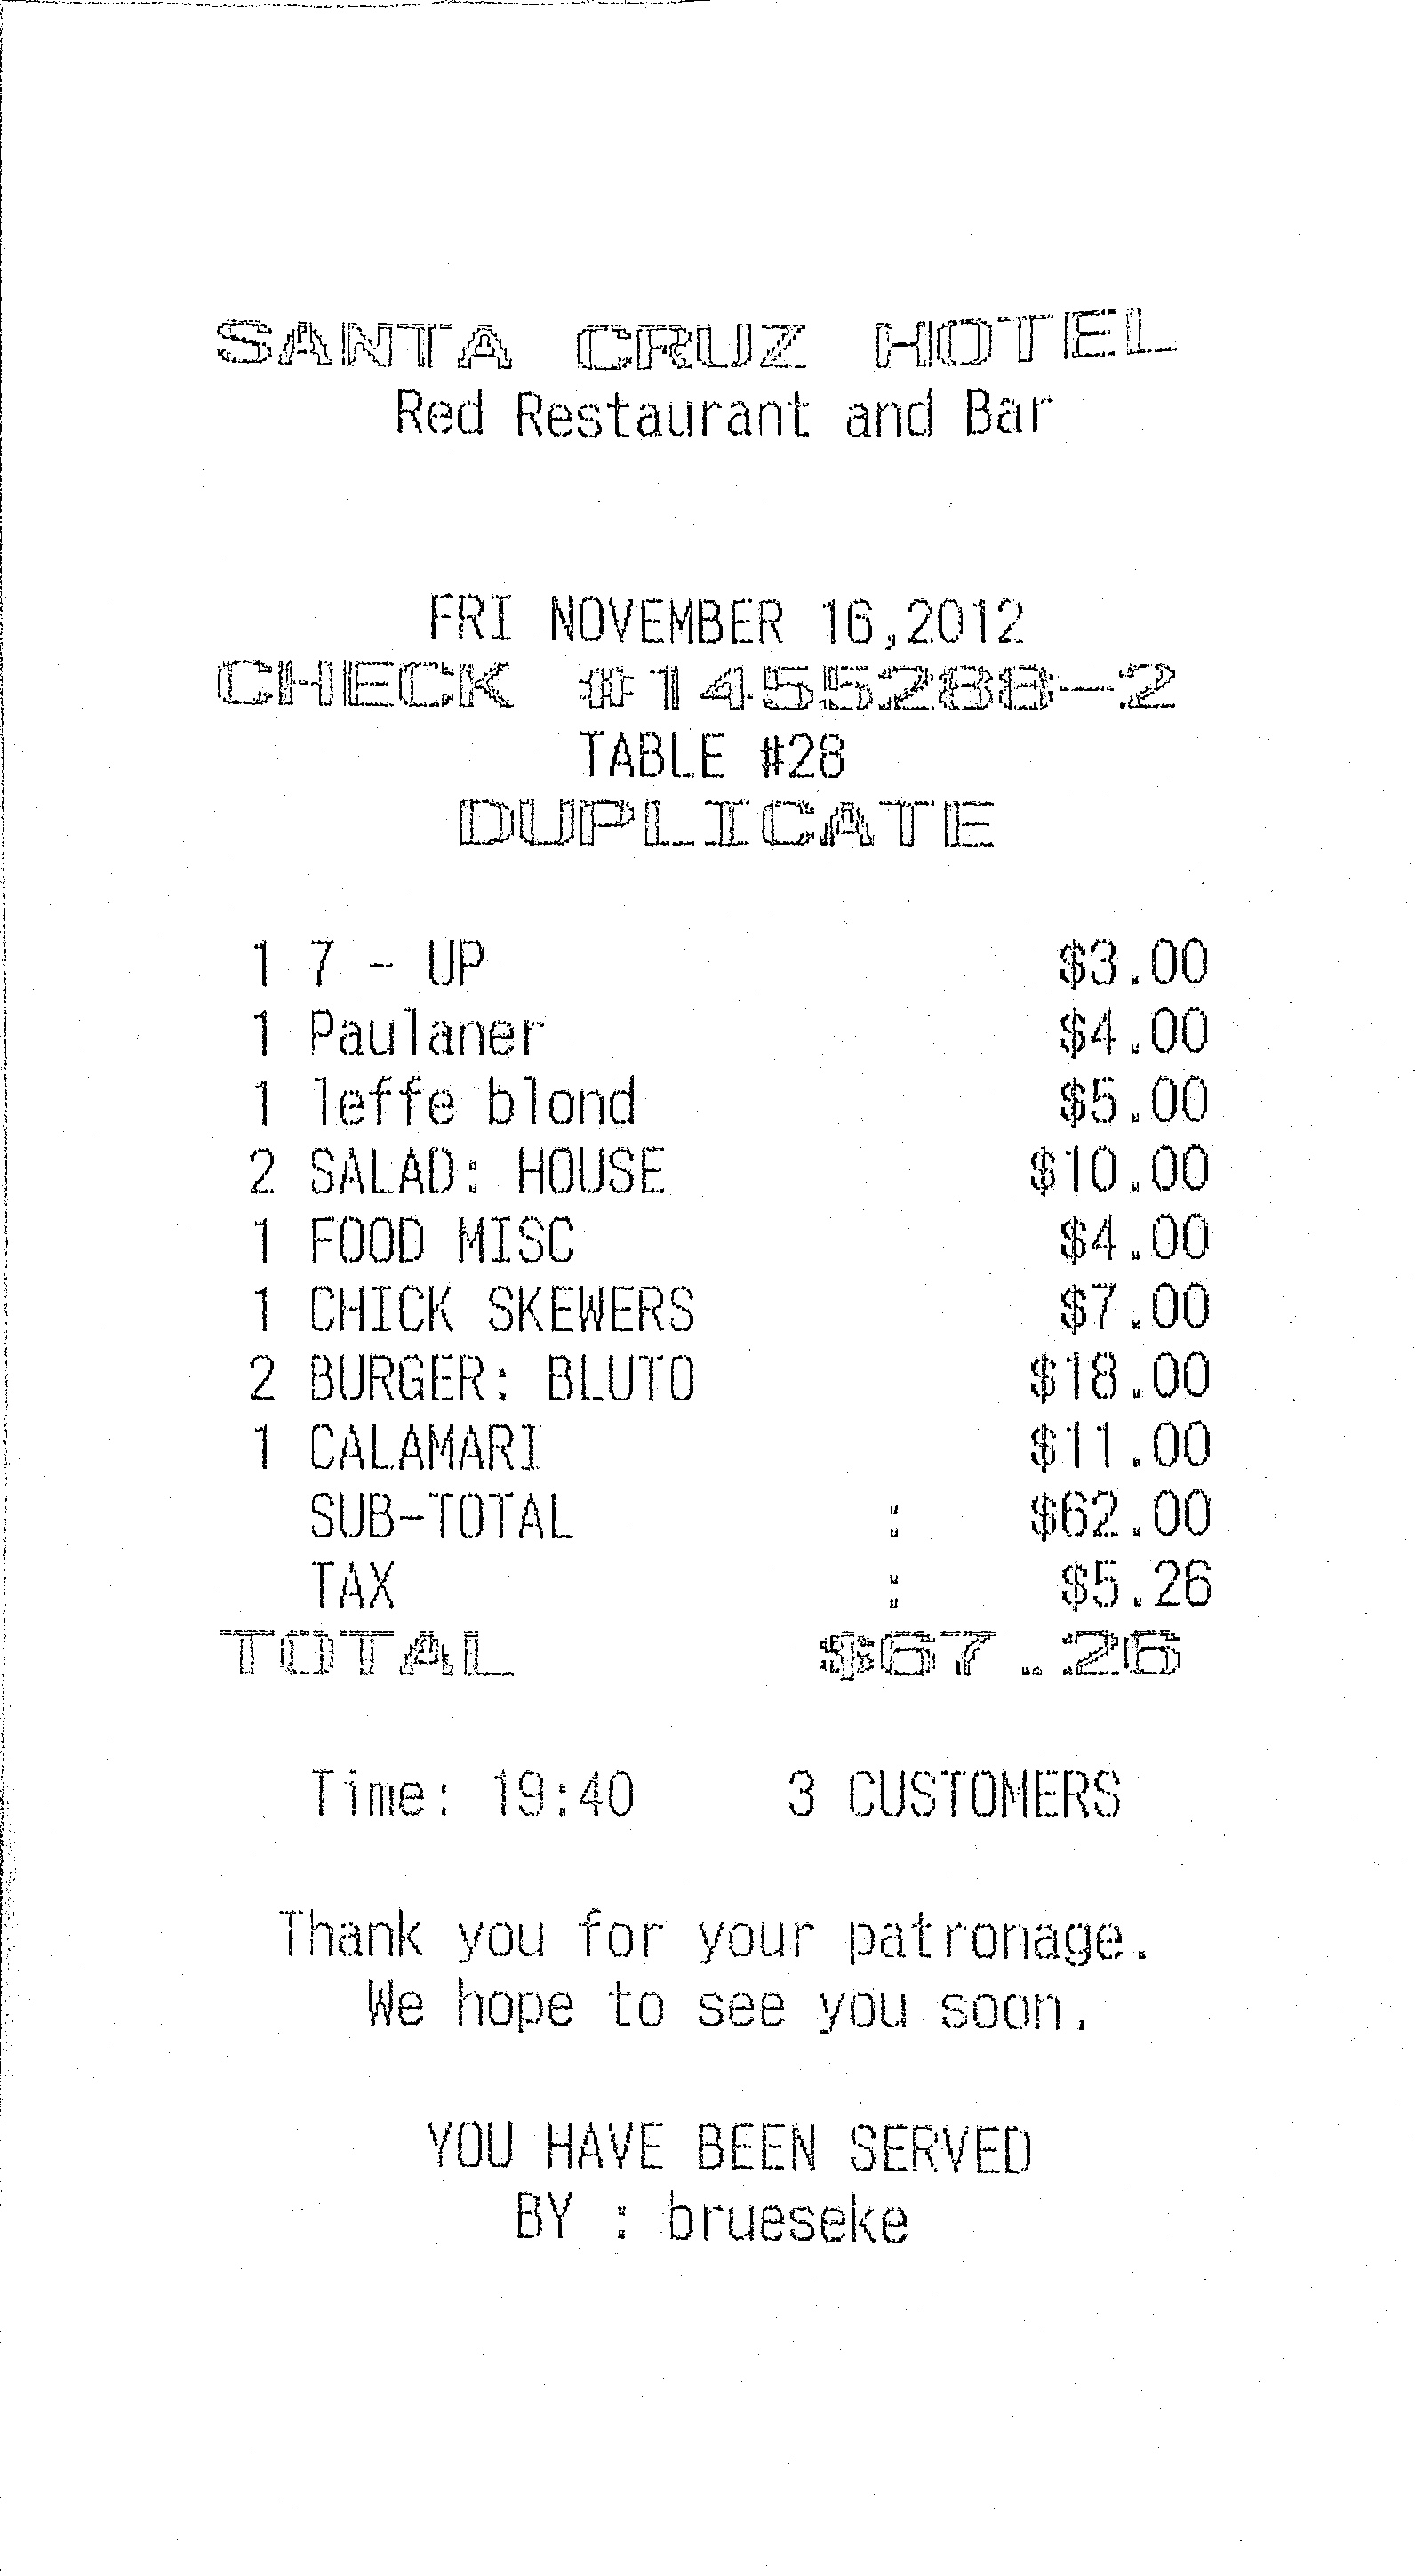 SANTA CRUZ HOTEL
Red Restaurant and Bar
FRI NOVEMBER 16,2012
CHECK #1455288-2
TABLE #28
DUPLICATE
1 7 - UP $3.00
1 Paulaner $4.00
1 leffe blond $5.00
2 SALAD: HOUSE $10.00
1 FOOD MISC $4.00
1 CHICK SKEWERS $7.00
2 BURGER: BLUTO $18.00
1 CALAMARI $11.00
SUB-TOTAL : $62.00
TAX : $5.26
TOTAL $67.26
Time: 19:40 3 CUSTOMERS
Thank you for your patronage.
We hope to see you soon.
YOU HAVE BEEN SERVED
BY : brueseke